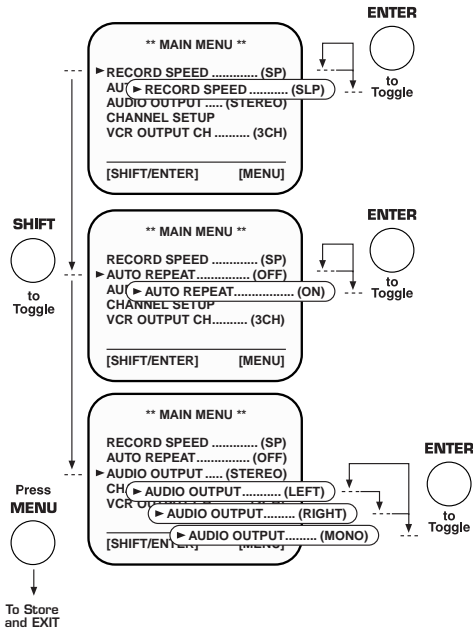 ENTER
to
Toggle
** MAIN MENU **
►RECORD SPEED ............. (SP)
AUT
► RECORD SPEED ........... (SLP)
AUDIO OUTPUT ..... (STEREO)
CHANNEL SETUP
VCR OUTPUT CH .......... (3CH)
[SHIFT/ENTER] [MENU]
SHIFT
to
Toggle
ENTER
to
Toggle
** MAIN MENU **
RECORD SPEED ............. (SP)
►AUTO REPEAT............. (OFF)
AU
► AUTO REPEAT.................. (ON)
CHANNEL SETUP
VCR OUTPUT CH.......... (3CH)
[SHIFT/ENTER] [MENU]
ENTER
to
Toggle
** MAIN MENU **
RECORD SPEED ............. (SP)
AUTO REPEAT............. (OFF)
►AUDIO OUTPUT ..... (STEREO)
CH
► AUDIO OUTPUT........... (LEFT)
VCR
► AUDIO OUTPUT......... (RIGHT)
► AUDIO OUTPUT......... (MONO)
[SHIFT/EN [MENU]
Press
MENU
To Store
and EXIT